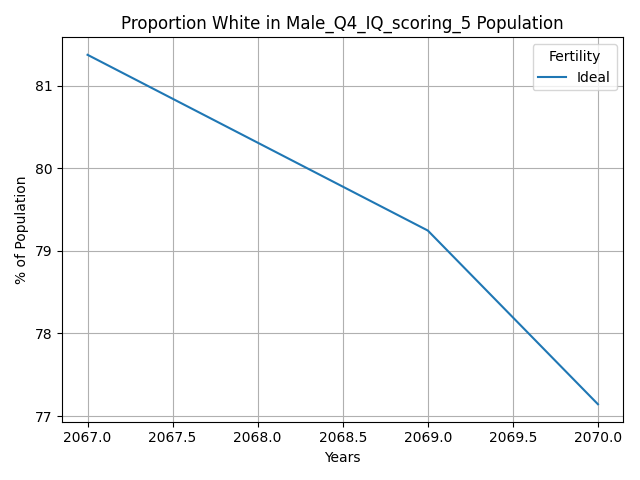 Proportion White in Male_Q4_IQ_scoring_5 Population
Fertility
Ideal
81
80
79
78
77
% of Population
2067.0 2067.5 2068.0 2068.5 2069.0 2069.5 2070.0
Years